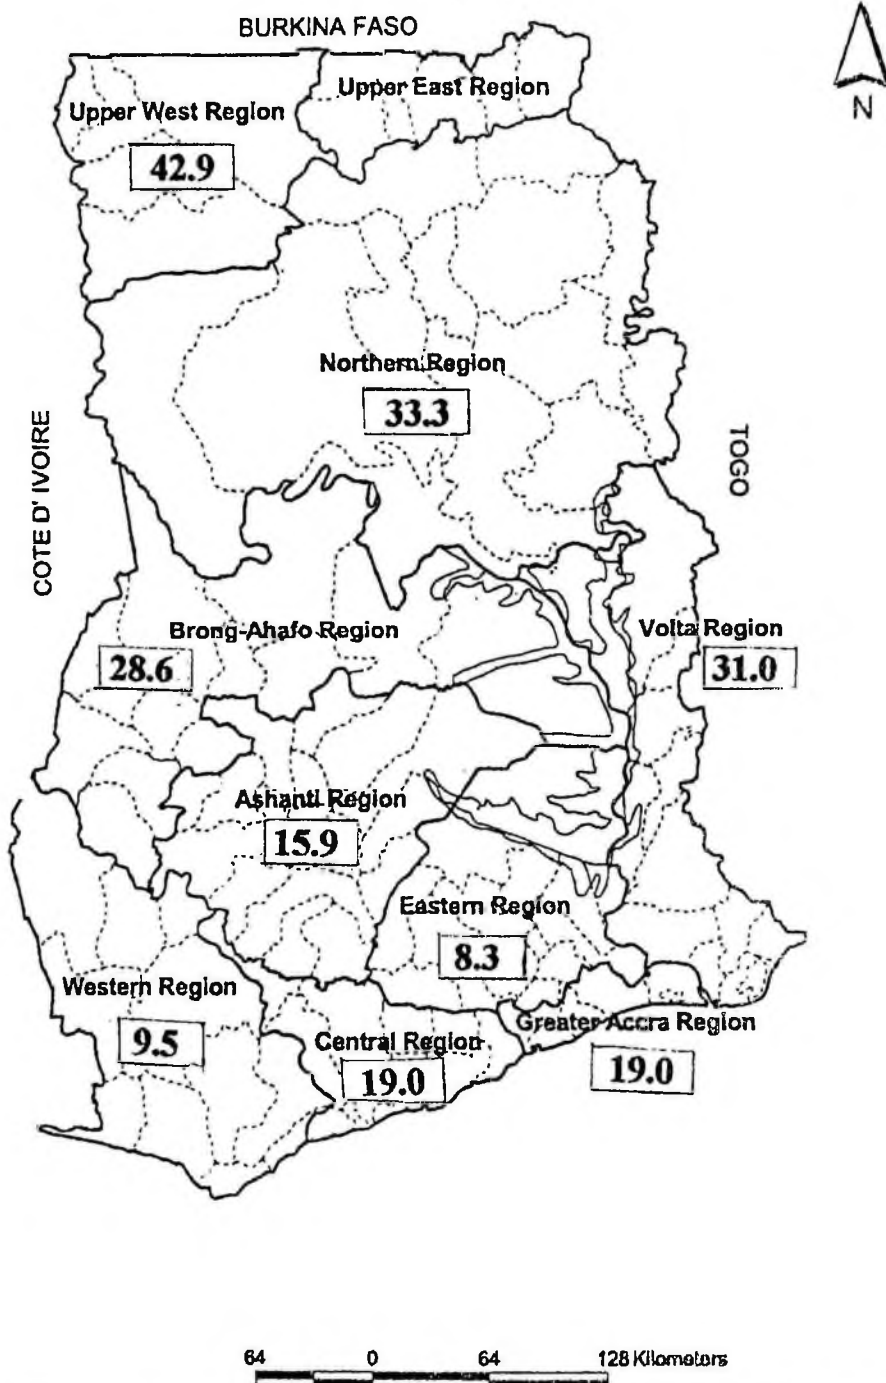 BURKINA FASO
N
Upper East Region
Upper West Region
42.9
Northern Region
33.3
COTE D' IVOIRE
TOGO
Brong-Ahafo Region
28.6
Volta Region
31.0
Ashanti Region
15.9
Eastern Region
8.3
Western Region
9.5
Central Region
19.0
Greater Accra Region
19.0
64 0 64 128 Kilometers